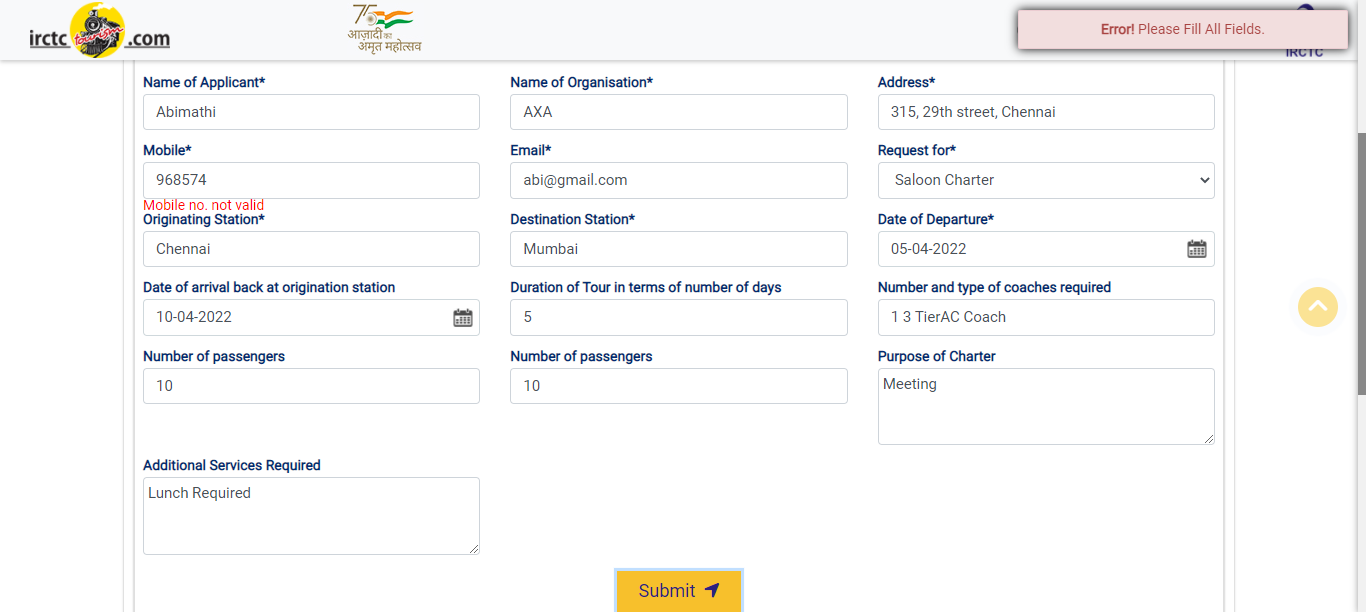 irctc tourism .com
75
आज़ादी का
अमृत महोत्सव
Error! Please Fill All Fields.
IRCTC
Name of Applicant* Name of Organisation* Address*
Abimathi AXA 315, 29th street, Chennai
Mobile* Email* Request for*
968574 abi@gmail.com Saloon Charter
Mobile no. not valid
Originating Station* Destination Station* Date of Departure*
Chennai Mumbai 05-04-2022
Date of arrival back at origination station Duration of Tour in terms of number of days Number and type of coaches required
10-04-2022 5 1 3 TierAC Coach
Number of passengers Number of passengers Purpose of Charter
10 10 Meeting
Additional Services Required
Lunch Required
Submit